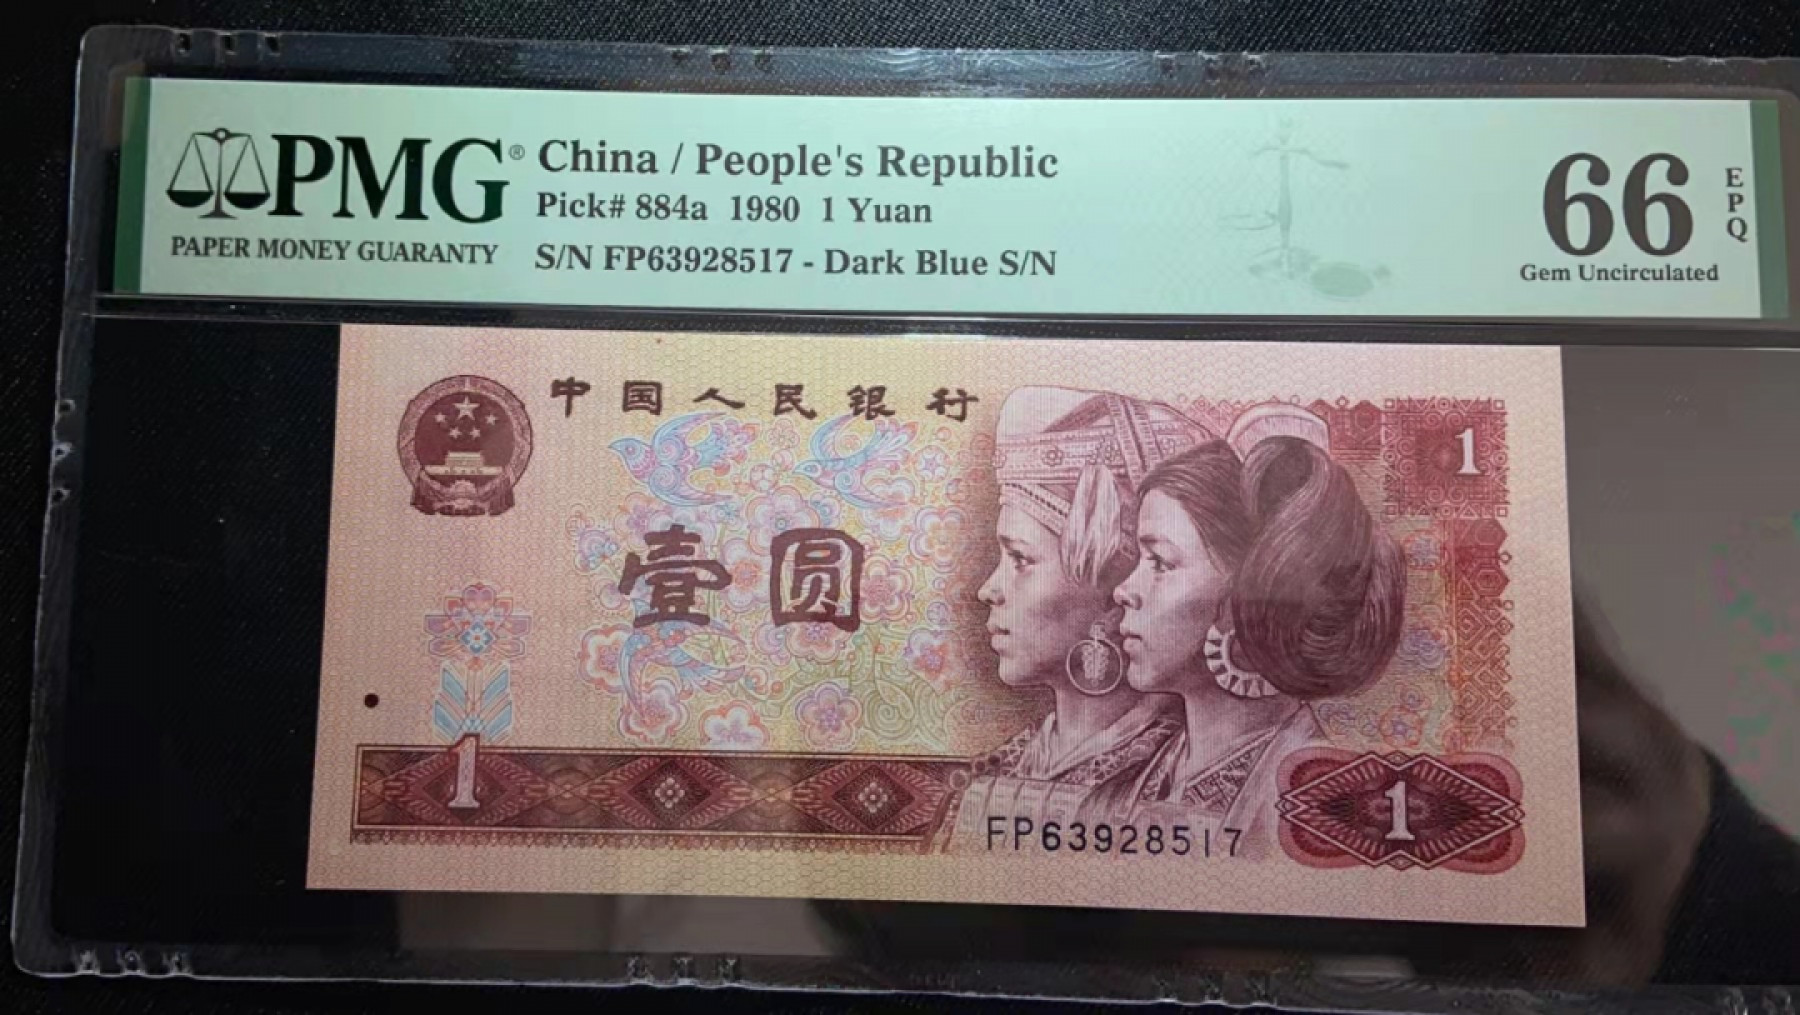 PMG®
PAPER MONEY GUARANTY
China / People's Republic
Pick# 884a 1980 1 Yuan
S/N FP63928517 - Dark Blue S/N
66
EPQ
Gem Uncirculated
中国人民银行
1
壹圆
1
1
FP63928517